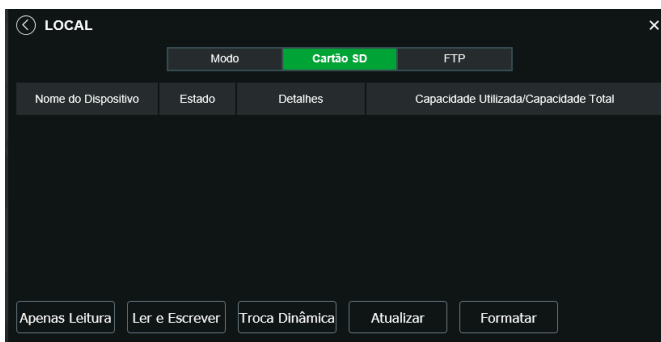 LOCAL
Modo Cartão SD FTP
Nome do Dispositivo Estado Detalhes Capacidade Utilizada/Capacidade Total
Apenas Leitura Ler e Escrever Troca Dinâmica Atualizar Formatar